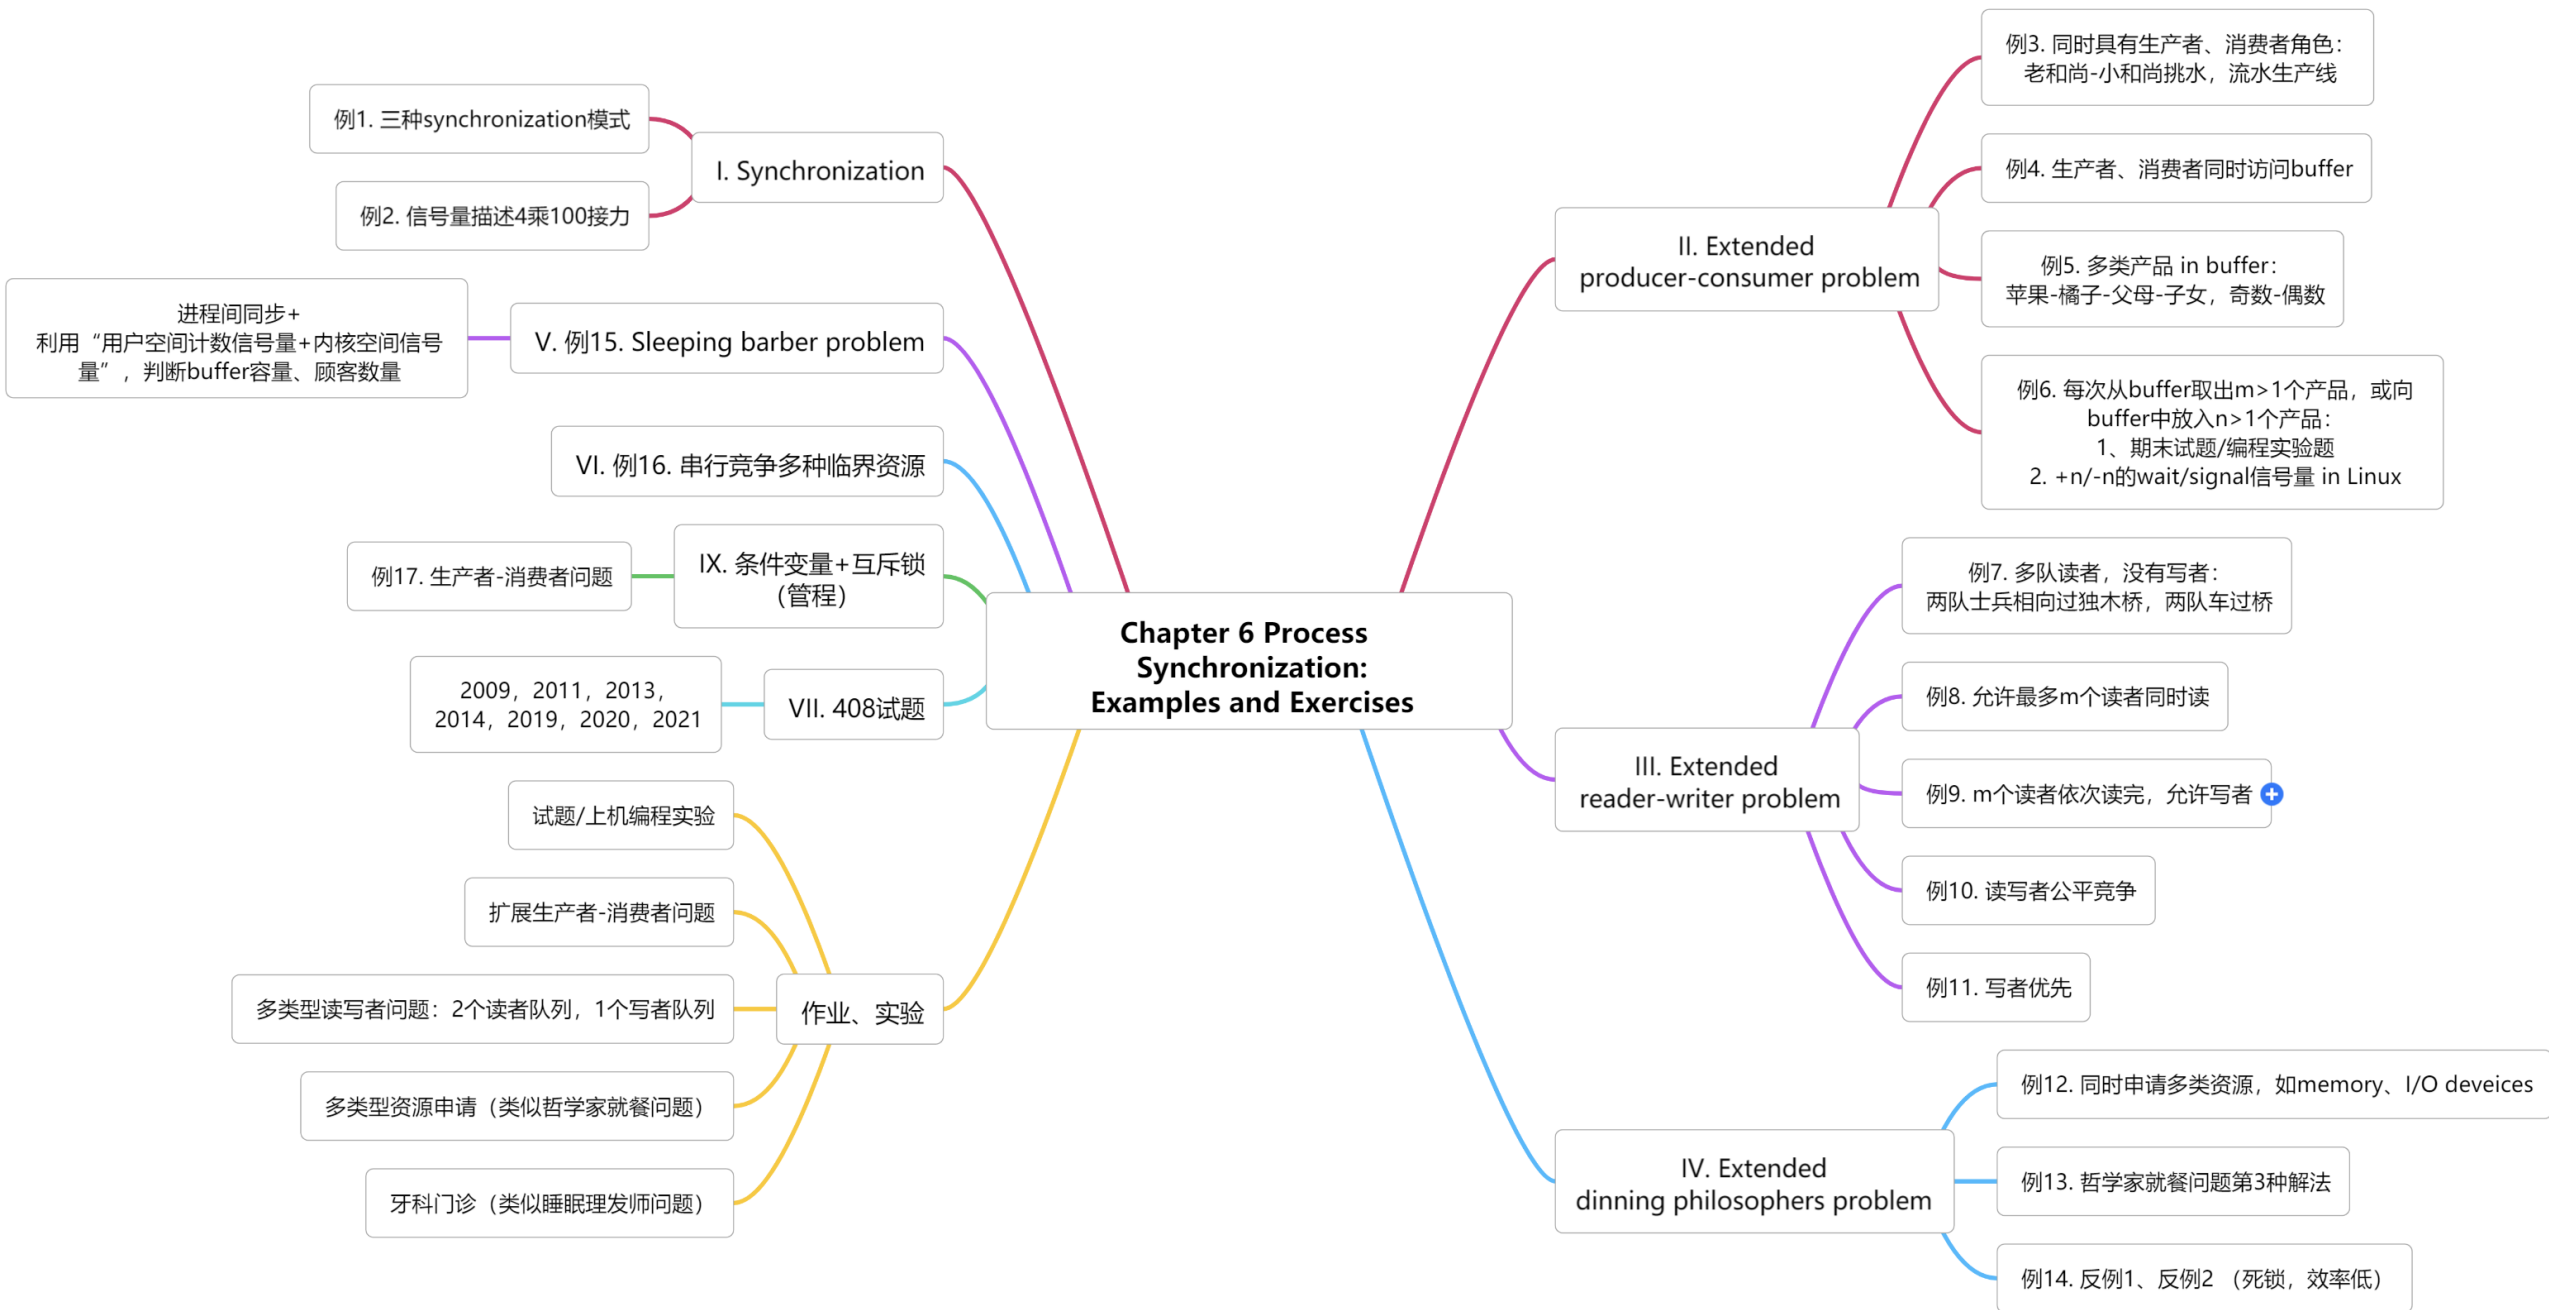 Chapter 6 Process
Synchronization:
Examples and Exercises
I. Synchronization
例1. 三种synchronization模式
例2. 信号量描述4乘100接力
V. 例15. Sleeping barber problem
进程间同步+
利用“用户空间计数信号量+内核空间信号
量”，判断buffer容量、顾客数量
VI. 例16. 串行竞争多种临界资源
IX. 条件变量+互斥锁
（管程）
例17. 生产者-消费者问题
VII. 408试题
2009，2011，2013，
2014，2019，2020，2021
作业、实验
试题/上机编程实验
扩展生产者-消费者问题
多类型读写者问题：2个读者队列，1个写者队列
多类型资源申请（类似哲学家就餐问题）
牙科门诊（类似睡眠理发师问题）
II. Extended
producer-consumer problem
例3. 同时具有生产者、消费者角色：
老和尚-小和尚挑水，流水生产线
例4. 生产者、消费者同时访问buffer
例5. 多类产品 in buffer：
苹果-橘子-父母-子女，奇数-偶数
例6. 每次从buffer取出m>1个产品，或向
buffer中放入n>1个产品：
1、期末试题/编程实验题
2. +n/-n的wait/signal信号量 in Linux
III. Extended
reader-writer problem
例7. 多队读者，没有写者：
两队士兵相向过独木桥，两队车过桥
例8. 允许最多m个读者同时读
例9. m个读者依次读完，允许写者
例10. 读写者公平竞争
例11. 写者优先
IV. Extended
dinning philosophers problem
例12. 同时申请多类资源，如memory、I/O deveices
例13. 哲学家就餐问题第3种解法
例14. 反例1、反例2 （死锁，效率低）